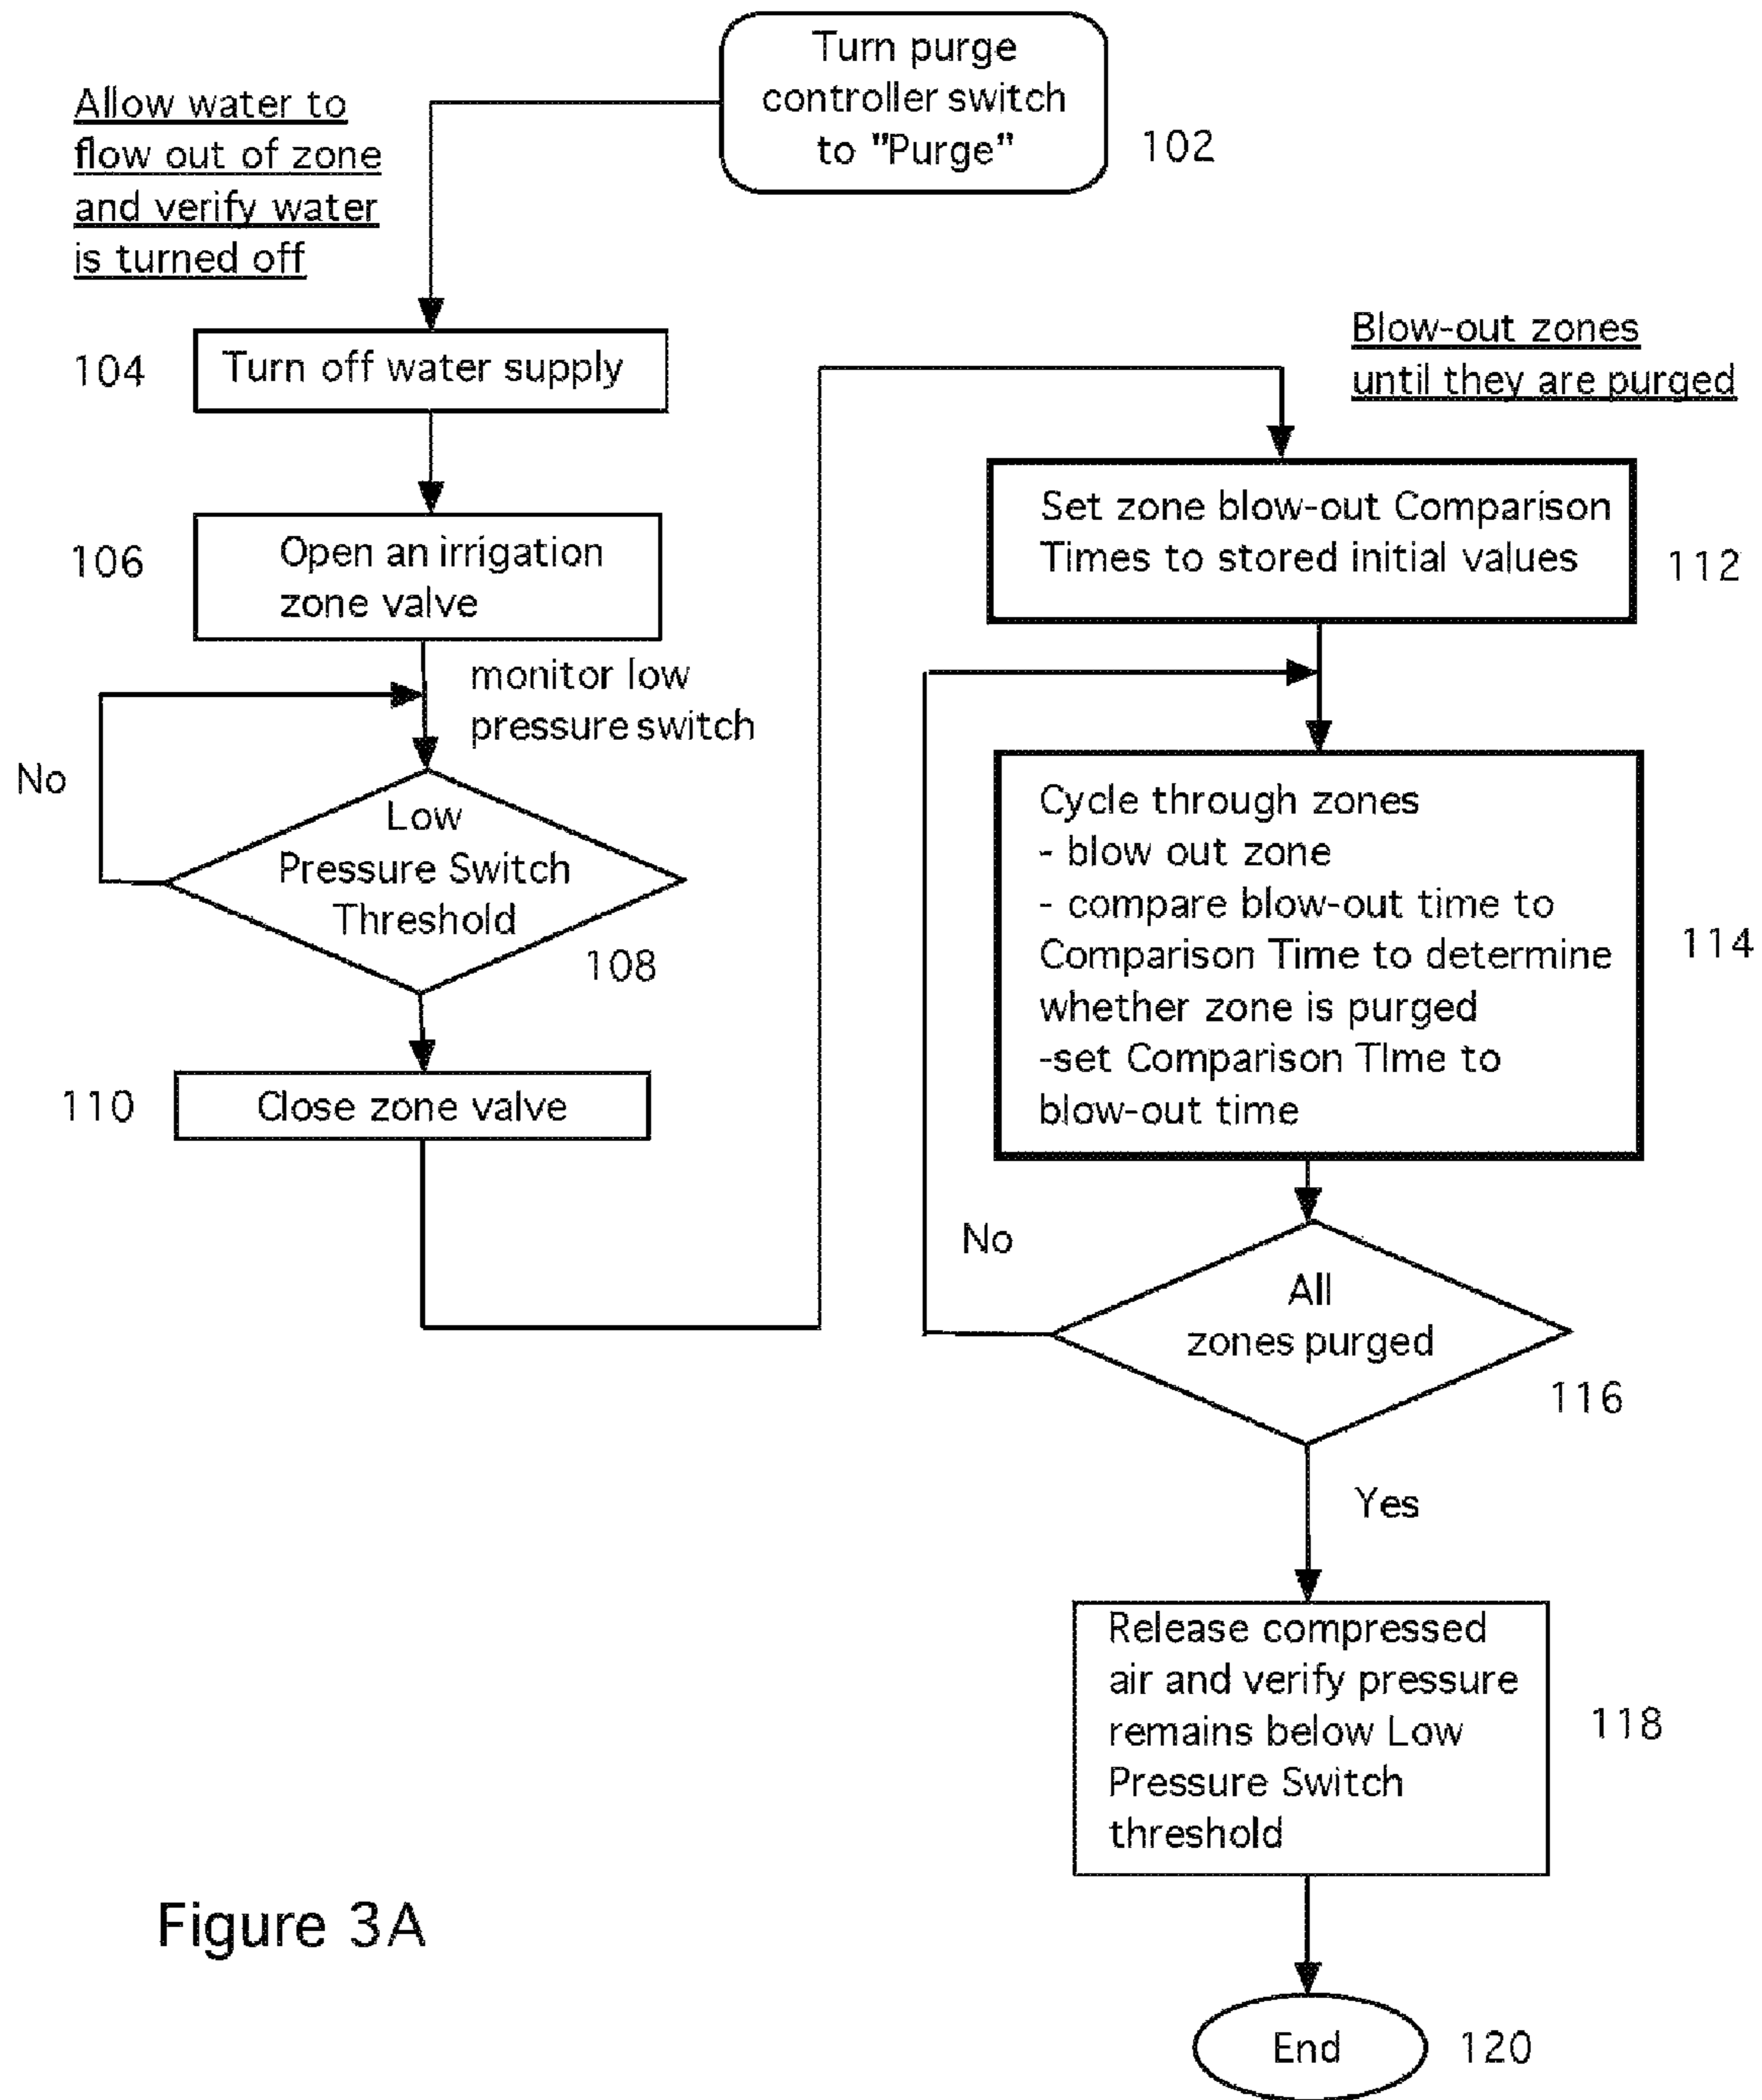 Turn purge
controller switch
to "Purge"
102
Allow water to
flow out of zone
and verify water
is turned off
104
Turn off water supply
106
Open an irrigation
zone valve
monitor low
pressure switch
No
Low
Pressure Switch
Threshold
108
110
Close zone valve
Blow-out zones
until they are purged
Set zone blow-out Comparison
Times to stored initial values
112
Cycle through zones
- blow out zone
- compare blow-out time to
Comparison Time to determine
whether zone is purged
-set Comparison TIme to
blow-out time
114
No
All
zones purged
116
Yes
Release compressed
air and verify pressure
remains below Low
Pressure Switch
threshold
118
End
120
Figure 3A